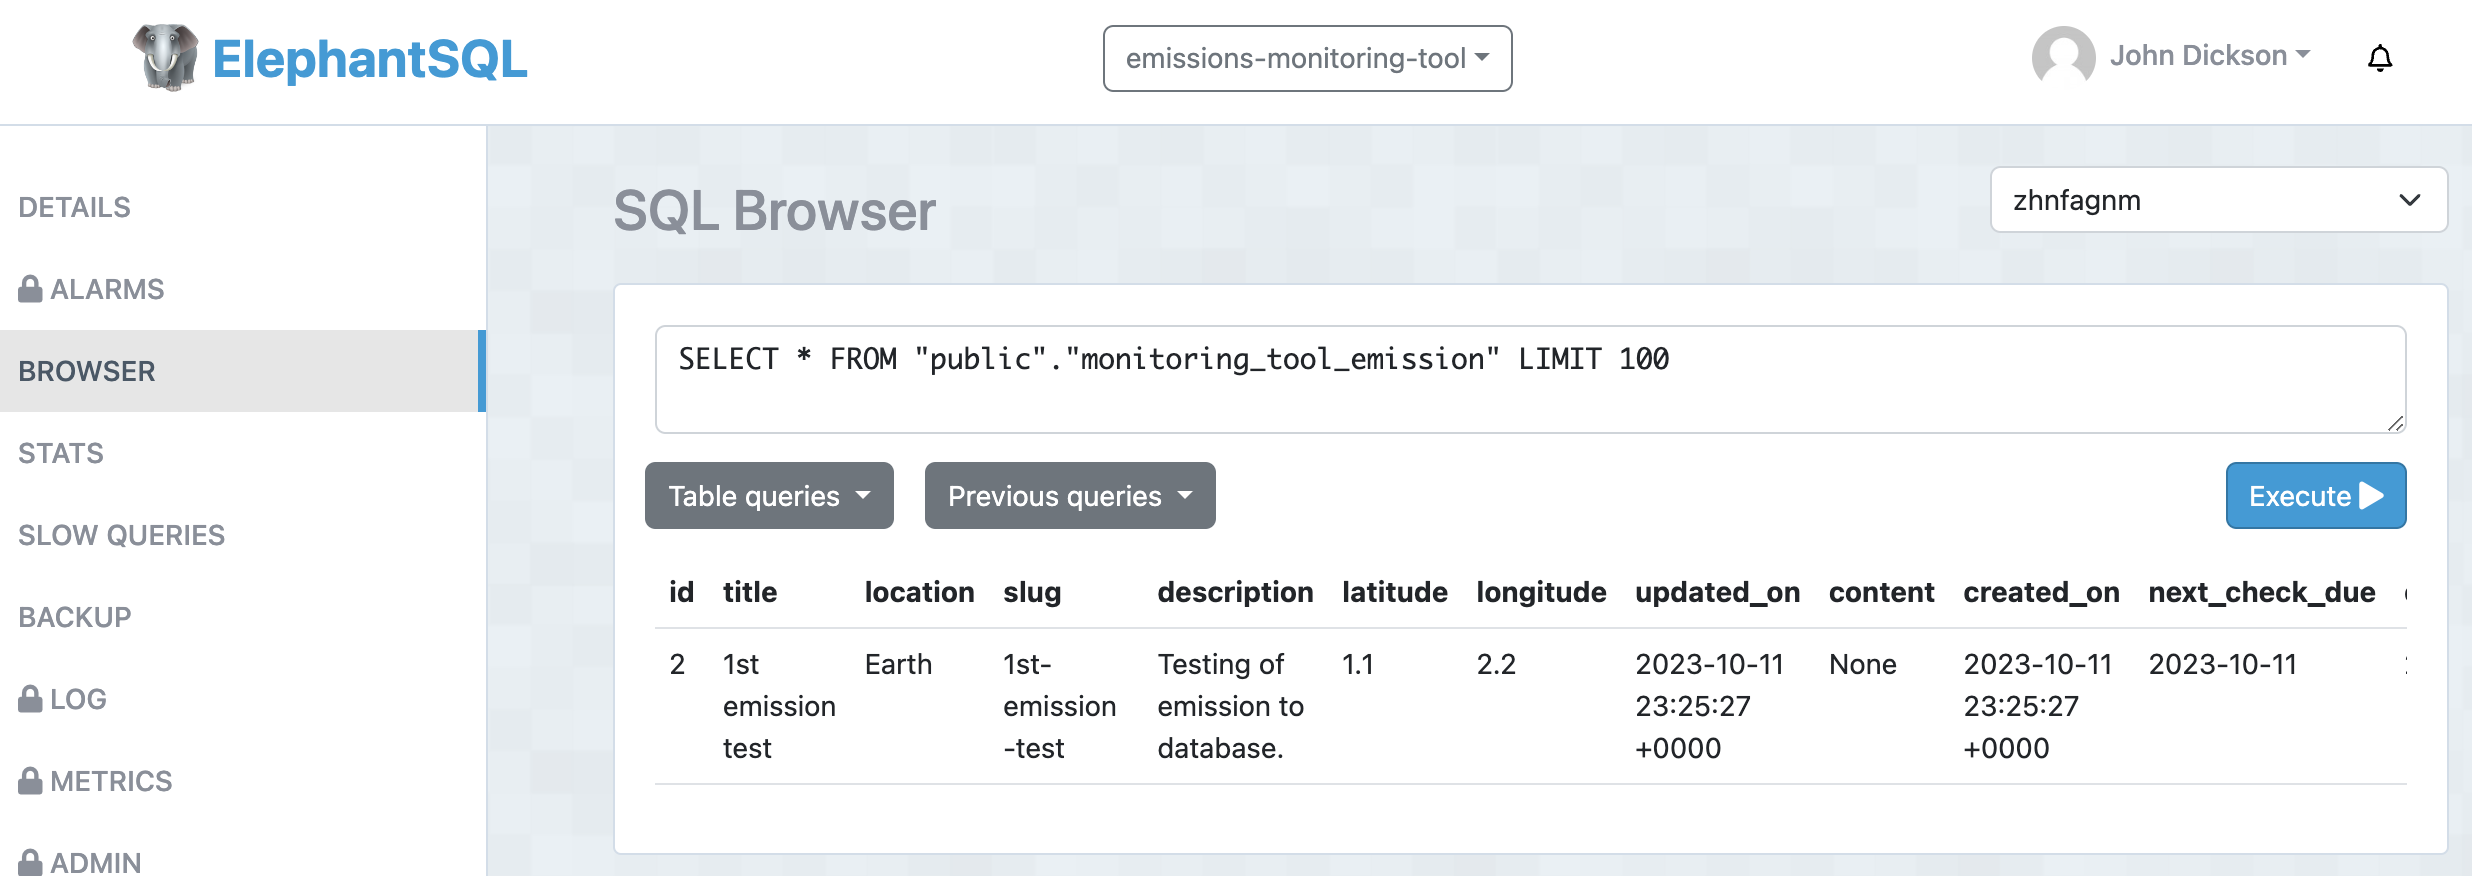 ElephantSQL
emissions-monitoring-tool
John Dickson
DETAILS
ALARMS
BROWSER
STATS
SLOW QUERIES
BACKUP
LOG
METRICS
ADMIN
SQL Browser
zhnfagnm
SELECT * FROM "public"."monitoring_tool_emission" LIMIT 100
Table queries
Previous queries
Execute
id title location slug description latitude longitude updated_on content created_on next_check_due
2 1st Earth 1st- Testing of 1.1 2.2 2023-10-11 None 2023-10-11 2023-10-11
emission emission emission to 23:25:27 23:25:27
test -test database. +0000 +0000